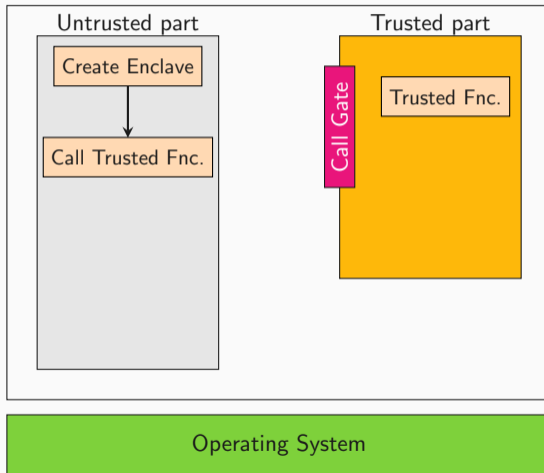 Untrusted part
Trusted part
Create Enclave
Call Trusted Fnc.
Call Gate
Trusted Fnc.
Operating System